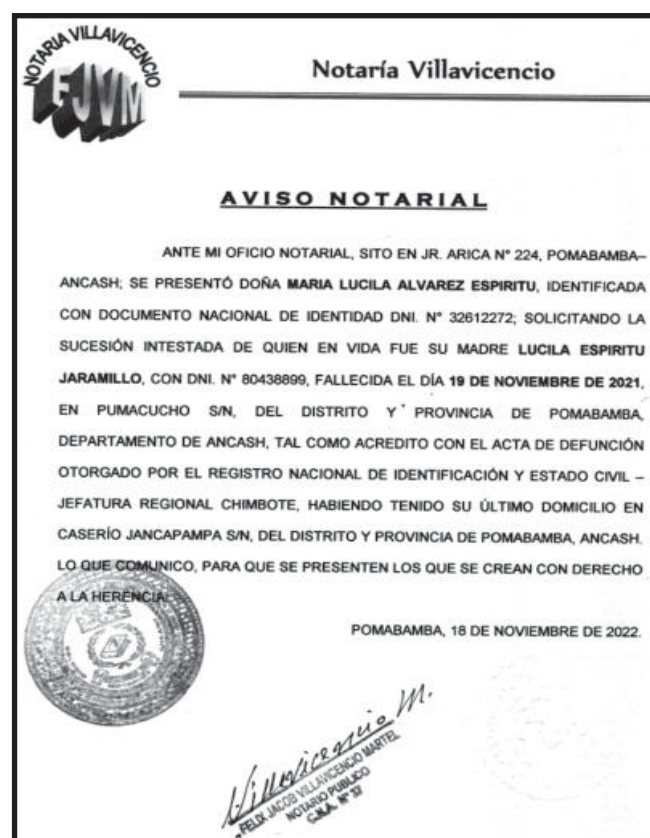 NOTARIA VILLAVICENCIO
FJVM
Notaría Villavicencio
AVISO NOTARIAL
ANTE MI OFICIO NOTARIAL, SITO EN JR. ARICA Nº 224, POMABAMBA–
ANCASH; SE PRESENTÓ DOÑA MARIA LUCILA ALVAREZ ESPIRITU, IDENTIFICADA
CON DOCUMENTO NACIONAL DE IDENTIDAD DNI. Nº 32612272; SOLICITANDO LA
SUCESIÓN INTESTADA DE QUIEN EN VIDA FUE SU MADRE LUCILA ESPIRITU
JARAMILLO, CON DNI. Nº 80438899, FALLECIDA EL DÍA 19 DE NOVIEMBRE DE 2021,
EN PUMACUCHO S/N, DEL DISTRITO Y PROVINCIA DE POMABAMBA,
DEPARTAMENTO DE ANCASH, TAL COMO ACREDITO CON EL ACTA DE DEFUNCIÓN
OTORGADO POR EL REGISTRO NACIONAL DE IDENTIFICACIÓN Y ESTADO CIVIL –
JEFATURA REGIONAL CHIMBOTE, HABIENDO TENIDO SU ÚLTIMO DOMICILIO EN
CASERÍO JANCAPAMPA S/N, DEL DISTRITO Y PROVINCIA DE POMABAMBA, ANCASH.
LO QUE COMUNICO, PARA QUE SE PRESENTEN LOS QUE SE CREAN CON DERECHO
A LA HERENCIA.
POMABAMBA, 18 DE NOVIEMBRE DE 2022.
Villavicencio M.
FELIX JACOB VILLAVICENCIO MARTEL
NOTARIO PUBLICO
C.N.A. Nº 37